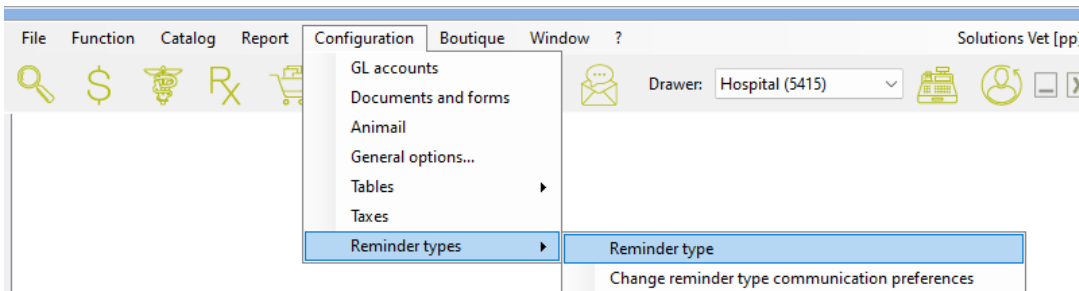 File Function Catalog Report Configuration Boutique Window ? Solutions Vet [pp]
GL accounts
Documents and forms
Animail
General options...
Tables
Taxes
Reminder types
Rx
Drawer: Hospital (5415)
Reminder type
Change reminder type communication preferences